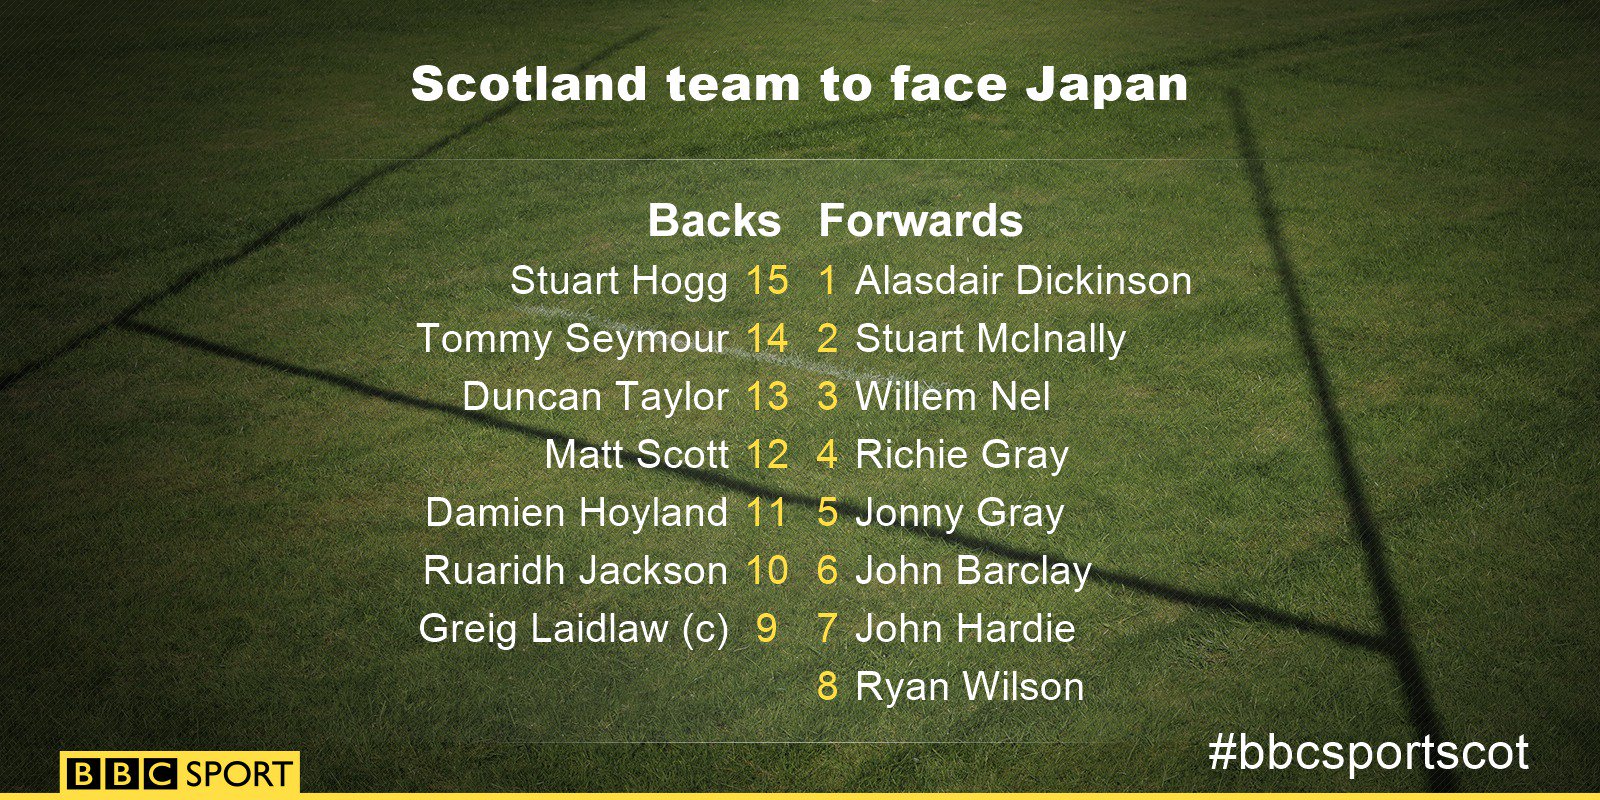 Scotland team to face Japan
Backs Forwards
Stuart Hogg 15 1 Alasdair Dickinson
Tommy Seymour 14 2 Stuart McInally
Duncan Taylor 13 3 Willem Nel
Matt Scott 12 4 Richie Gray
Damien Hoyland 11 5 Jonny Gray
Ruaridh Jackson 10 6 John Barclay
Greig Laidlaw (c) 9 7 John Hardie
8 Ryan Wilson
#bbcsportscot
BBC SPORT